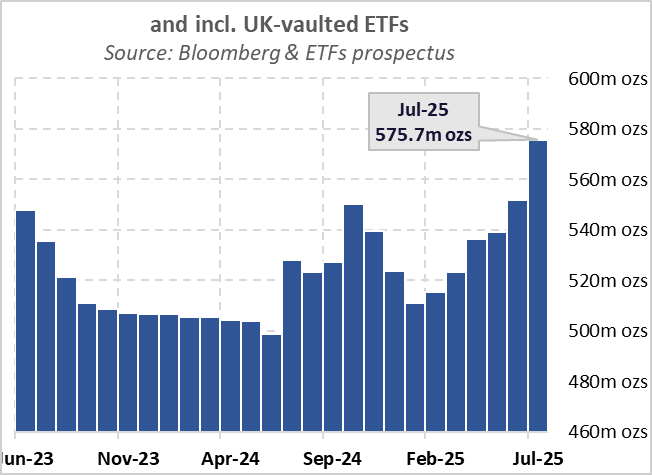 and incl. UK-vaulted ETFs
Source: Bloomberg & ETFs prospectus
600m ozs
Jul-25
575.7m ozs
580m ozs
560m ozs
540m ozs
520m ozs
500m ozs
480m ozs
460m ozs
un-23 Nov-23 Apr-24 Sep-24 Feb-25 Jul-25